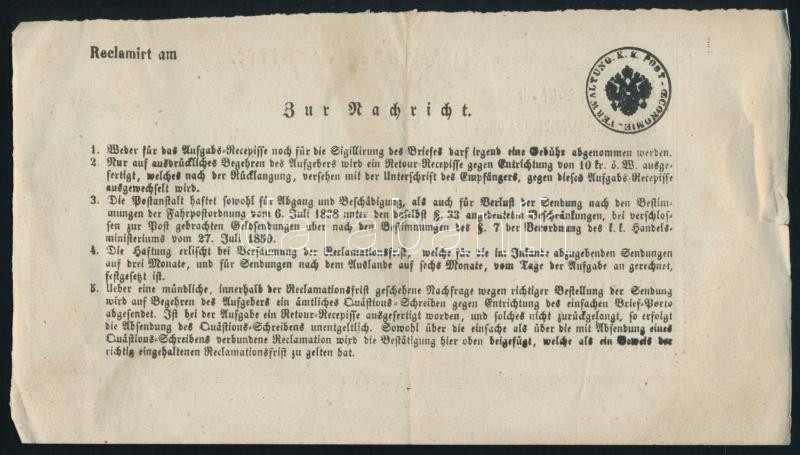 Reclamirt am
K. K. POST-ŒCONOMIE-VERWALTUNG.
Zur Nachricht.
1. Weder für das Aufgabs-Recepisse noch für die Sigillirung des Briefes darf irgend eine Gebühr abgenommen werden.
2. Nur auf ausdrückliches Begehren des Aufgebers wird ein Retour-Recepisse gegen Entrichtung von 10 kr. ö. W. ausge-
fertigt, welches nach der Rücklangung, versehen mit der Unterschrift des Empfängers, gegen dieses Aufgabs-Recepisse
ausgewechselt wird.
3. Die Postanstalt haftet sowohl für Abgang und Beschädigung, als auch für Verlust der Sendung nach den Bestim-
mungen der Fahrpostordnung vom 6. Juli 1838 unter den daselbst §. 33 angedeuteten Beschränkungen, bei verschlos-
sen zur Post gebrachten Geldsendungen aber nach den Bestimmungen des §. 7 der Verordnung des k. k. Handels-
ministeriums vom 27. Juli 1850.
4. Die Haftung erlischt bei Versäumung der Reclamationsfrist, welche für die im Inlande abzugebenden Sendungen
auf drei Monate, und für Sendungen nach dem Auslande auf sechs Monate, vom Tage der Aufgabe an gerechnet,
festgesetzt ist.
5. Ueber eine mündliche, innerhalb der Reclamationsfrist geschehene Nachfrage wegen richtiger Bestellung der Sendung
wird auf Begehren des Aufgebers ein ämtliches Quästions-Schreiben gegen Entrichtung des einfachen Brief-Porto
abgesendet. Ist bei der Aufgabe ein Retour-Recepisse ausgefertigt worden, und solches nicht zurückgelangt, so erfolgt
die Absendung des Quästions-Schreibens unentgeltlich. Sowohl über die einfache als über die mit Absendung eines
Quästions-Schreibens verbundene Reclamation wird die Bestätigung hier oben beigefügt, welche als ein Beweis der
richtig eingehaltenen Reclamationsfrist zu gelten hat.
darabanth